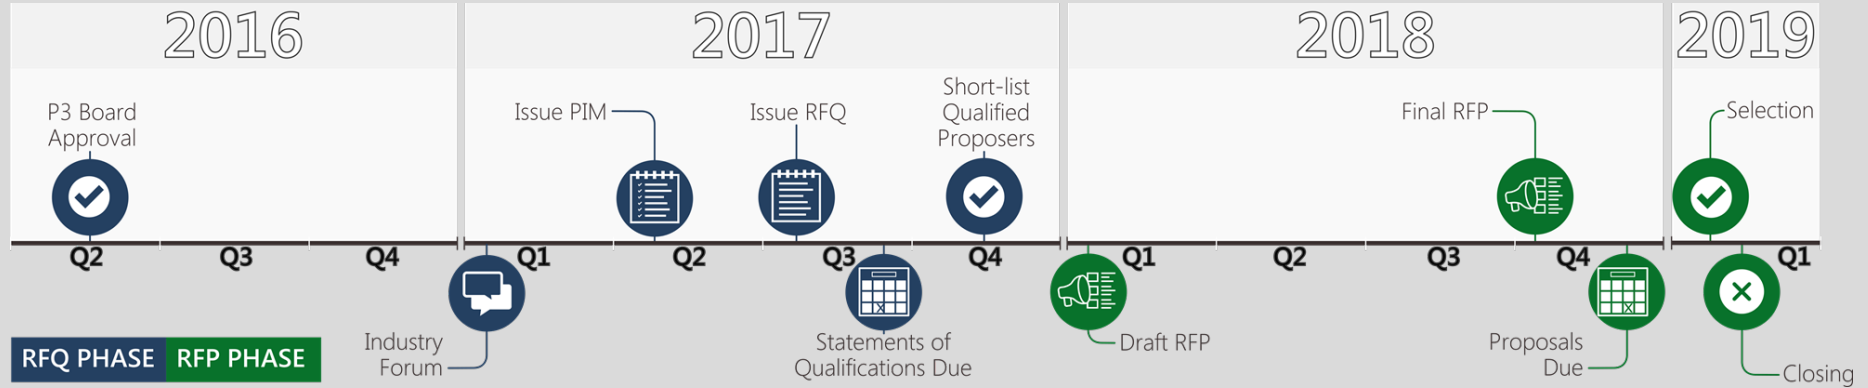 2016
2017
2018
2019
P3 Board
Approval
Issue PIM
Issue RFQ
Short-list
Qualified
Proposers
Final RFP
Selection
Q2
Q3
Q4
Q1
Q2
Q3
Q4
Q1
Q2
Q3
Q4
Q1
Industry
Forum
Statements of
Qualifications Due
Draft RFP
Proposals
Due
Closing
RFQ PHASE
RFP PHASE